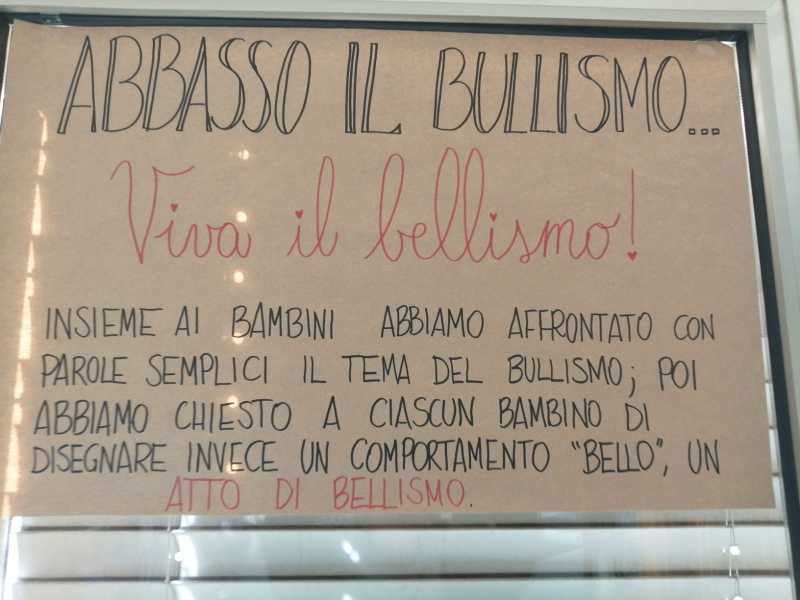 ABBASSO IL BULLISMO...
Viva il bellismo!
INSIEME AI BAMBINI ABBIAMO AFFRONTATO CON
PAROLE SEMPLICI IL TEMA DEL BULLISMO; POI
ABBIAMO CHIESTO A CIASCUN BAMBINO DI
DISEGNARE INVECE UN COMPORTAMENTO "BELLO", UN
ATTO DI BELLISMO.